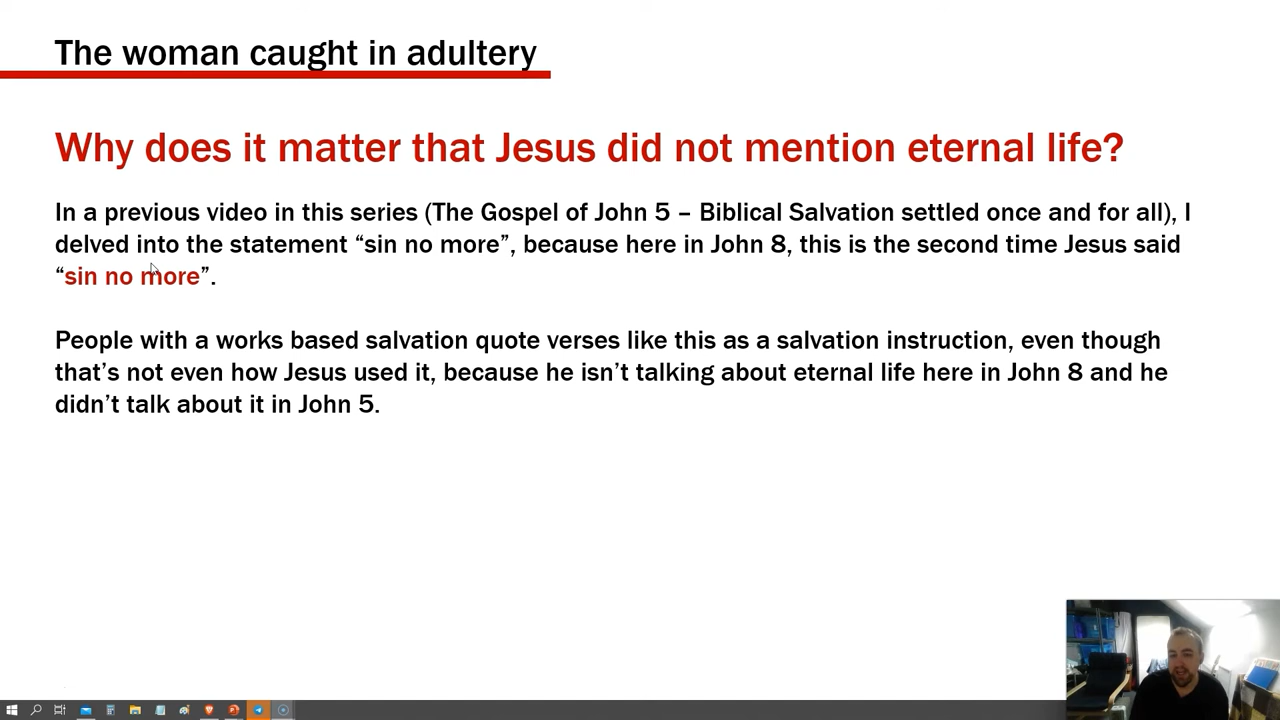 The woman caught in adultery
Why does it matter that Jesus did not mention eternal life?
In a previous video in this series (The Gospel of John 5 – Biblical Salvation settled once and for all), I
delved into the statement “sin no more”, because here in John 8, this is the second time Jesus said
“sin no more”.
People with a works based salvation quote verses like this as a salvation instruction, even though
that’s not even how Jesus used it, because he isn’t talking about eternal life here in John 8 and he
didn’t talk about it in John 5.